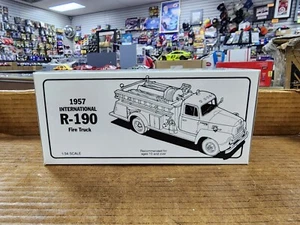 1957
INTERNATIONAL
R-190
Fire Truck
1/34 SCALE
Recommended for
ages 14 and over